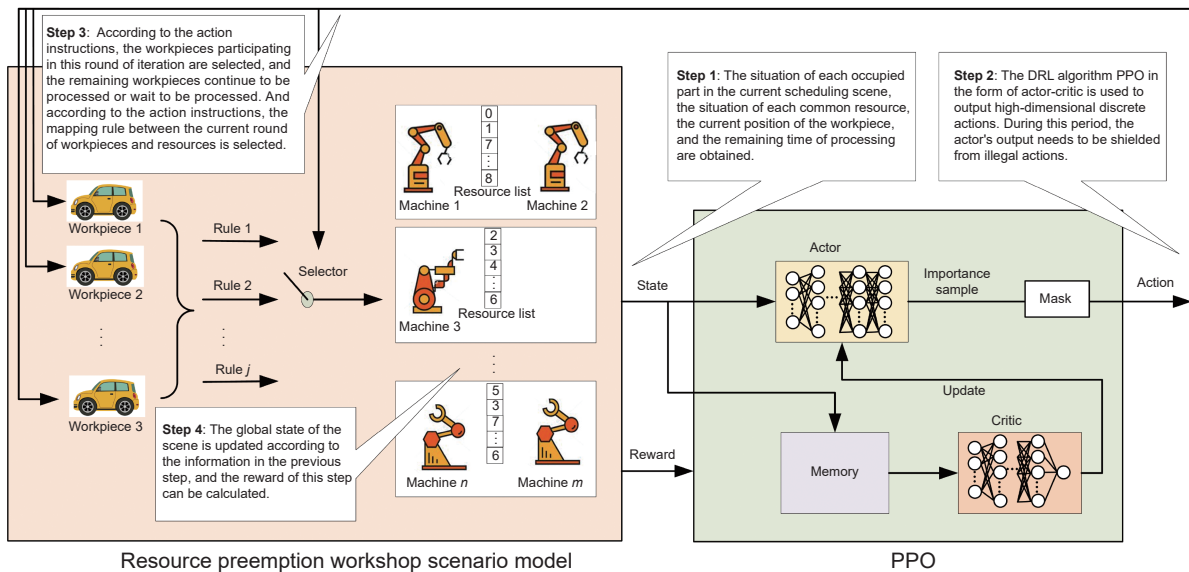 Step 3: According to the action
instructions, the workpieces participating
in this round of iteration are selected, and
the remaining workpieces continue to be
processed or wait to be processed. And
according to the action instructions, the
mapping rule between the current round
of workpieces and resources is selected.
Step 1: The situation of each occupied
part in the current scheduling scene,
the situation of each common resource,
the current position of the workpiece,
and the remaining time of processing
are obtained.
Step 2: The DRL algorithm PPO in
the form of actor-critic is used to
output high-dimensional discrete
actions. During this period, the
actor's output needs to be shielded
from illegal actions.
Workpiece 1
Workpiece 2
⋮
Workpiece 3
Rule 1
Rule 2
⋮
Rule j
Selector
0
1
7
⋮
8
Resource list
Machine 1
Machine 2
2
3
4
⋮
6
Resource list
Machine 3
⋮
5
3
7
⋮
6
Machine n
Machine m
Step 4: The global state of the
scene is updated according to
the information in the previous
step, and the reward of this step
can be calculated.
State
Reward
Actor
Importance
sample
Mask
Action
Update
Memory
Critic
Resource preemption workshop scenario model
PPO